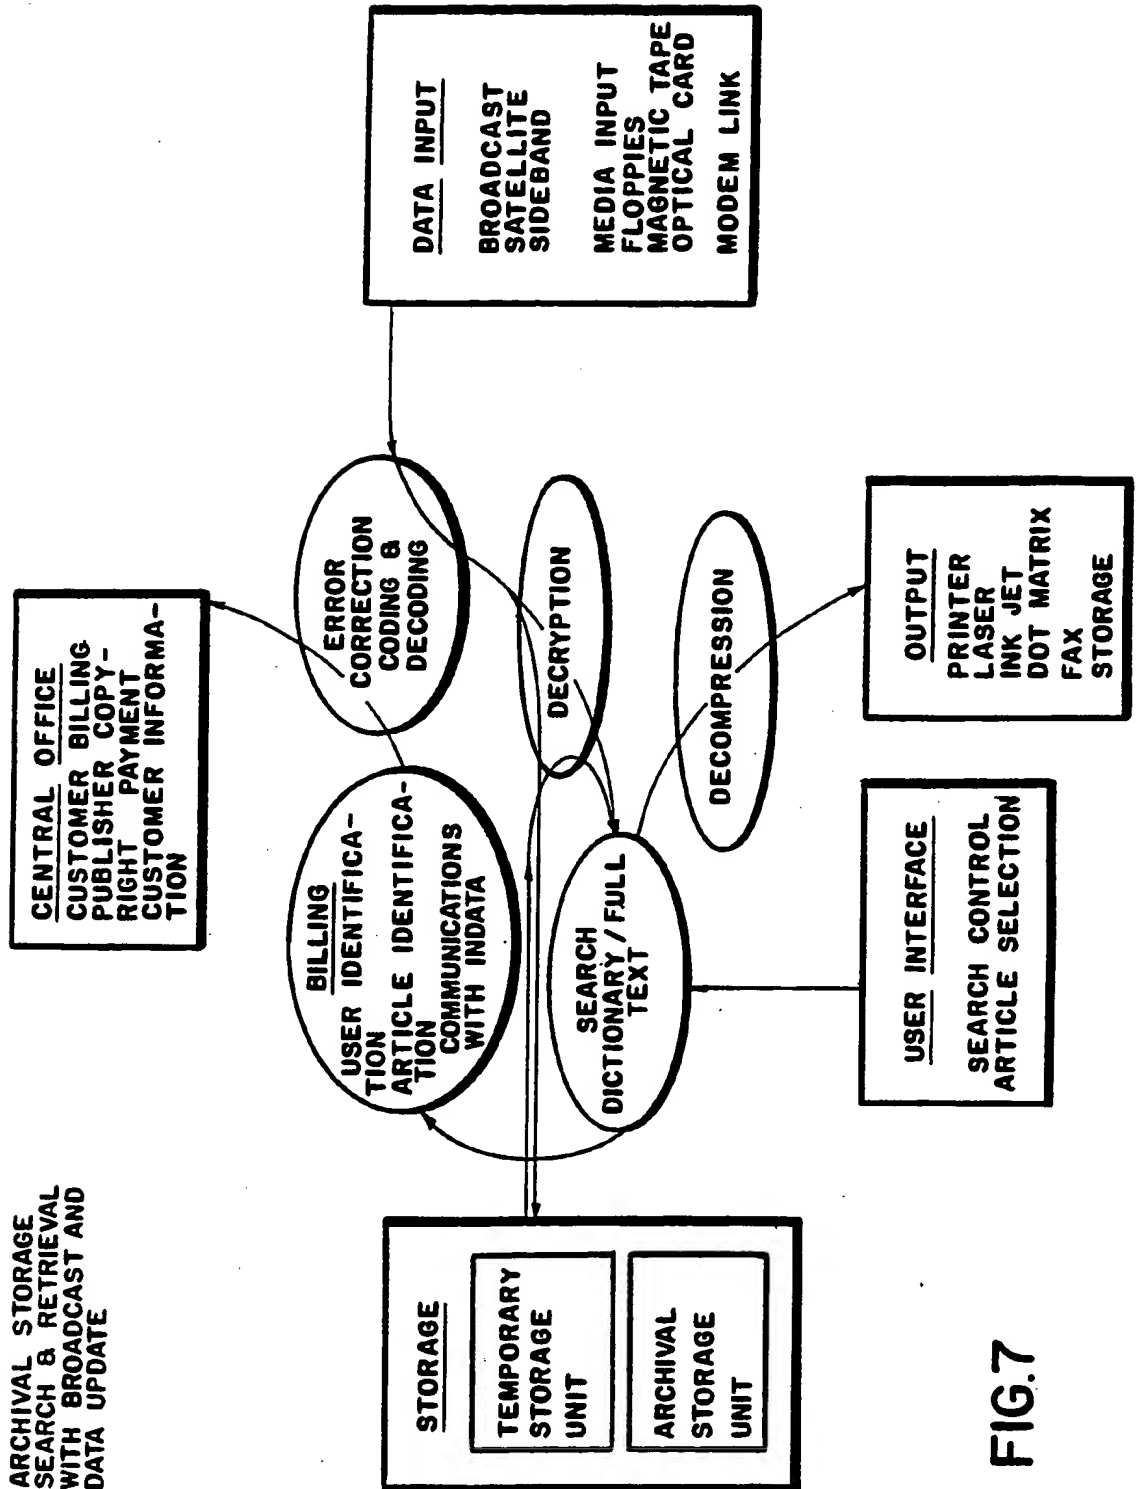 ARCHIVAL STORAGE
SEARCH & RETRIEVAL
WITH BROADCAST AND
DATA UPDATE
CENTRAL OFFICE
CUSTOMER BILLING
PUBLISHER COPY-
RIGHT PAYMENT
CUSTOMER INFORMA-
TION
BILLING
USER IDENTIFICA-
TION
ARTICLE IDENTIFICA-
TION
COMMUNICATIONS
WITH INDATA
ERROR
CORRECTION
CODING &
DECODING
DATA INPUT
BROADCAST
SATELLITE
SIDEBAND
MEDIA INPUT
FLOPPIES
MAGNETIC TAPE
OPTICAL CARD
MODEM LINK
STORAGE
TEMPORARY
STORAGE
UNIT
ARCHIVAL
STORAGE
UNIT
SEARCH
DICTIONARY / FULL
TEXT
DECRYPTION
DECOMPRESSION
USER INTERFACE
SEARCH CONTROL
ARTICLE SELECTION
OUTPUT
PRINTER
LASER
INK JET
DOT MATRIX
FAX
STORAGE
FIG.7